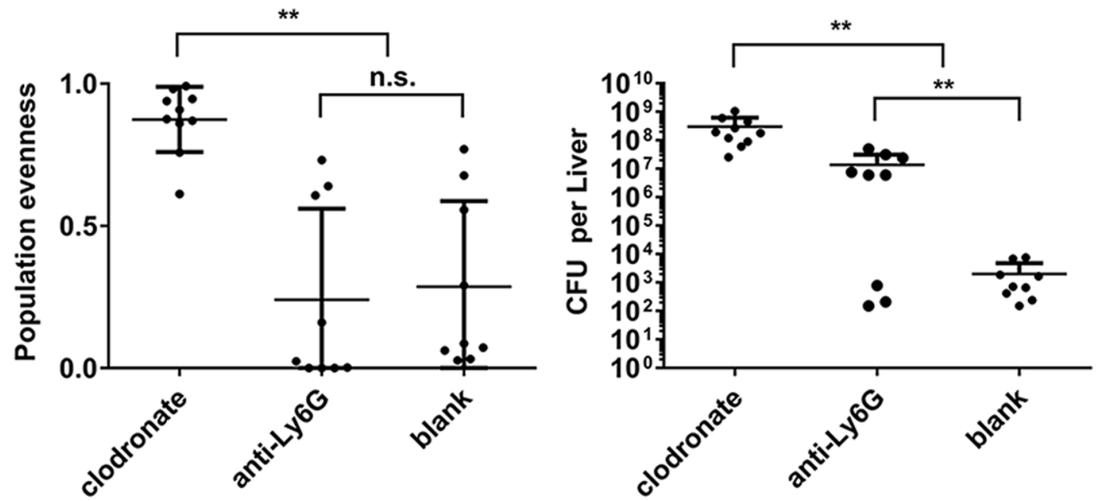 **
n.s.
Population evenness
1.0
0.5
0.0
clodronate
anti-Ly6G
blank
**
**
CFU per Liver
10¹⁰
10⁹
10⁸
10⁷
10⁶
10⁵
10⁴
10³
10²
10¹
10⁰
clodronate
anti-Ly6G
blank